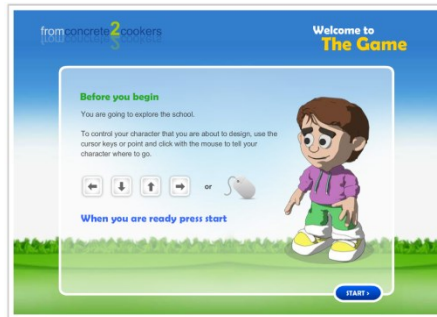 from concrete 2 cookers
Welcome to
The Game
Before you begin
You are going to explore the school.
To control your character that you are about to design, use the
cursor keys or point and click with the mouse to tell your
character where to go.
or
When you are ready press start
START ›